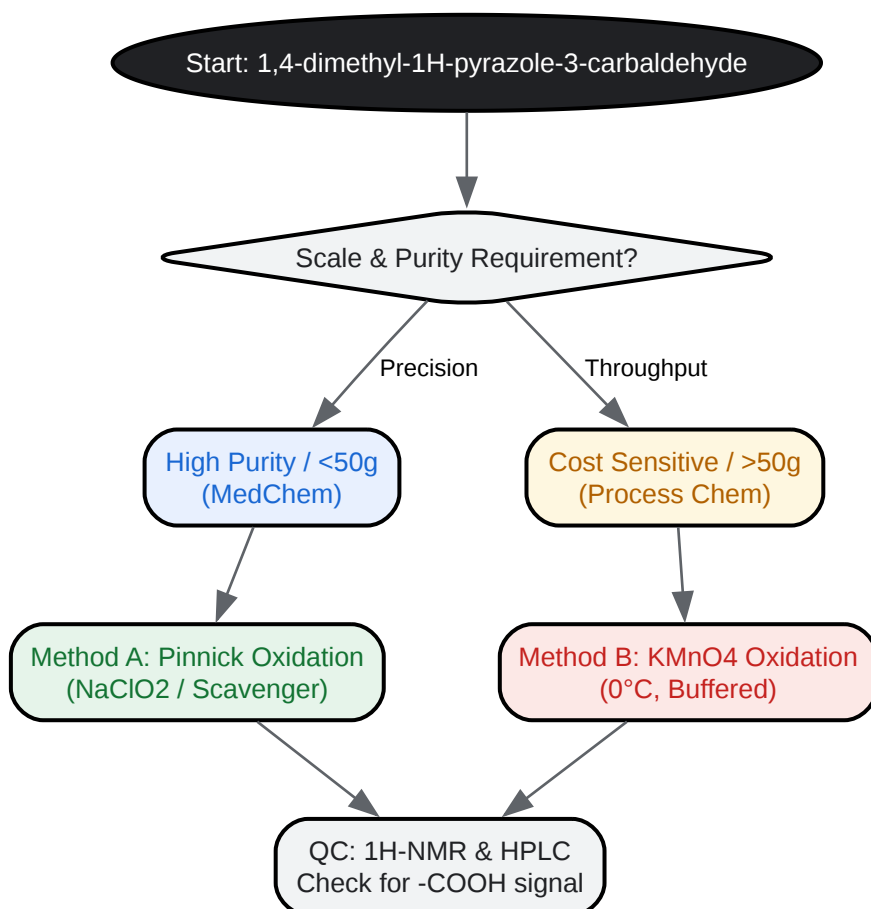 Start: 1,4-dimethyl-1H-pyrazole-3-carbaldehyde
Scale & Purity Requirement?
Precision
Throughput
High Purity / <50g
(MedChem)
Cost Sensitive / >50g
(Process Chem)
Method A: Pinnick Oxidation
(NaClO2 / Scavenger)
Method B: KMnO4 Oxidation
(0°C, Buffered)
QC: 1H-NMR & HPLC
Check for -COOH signal